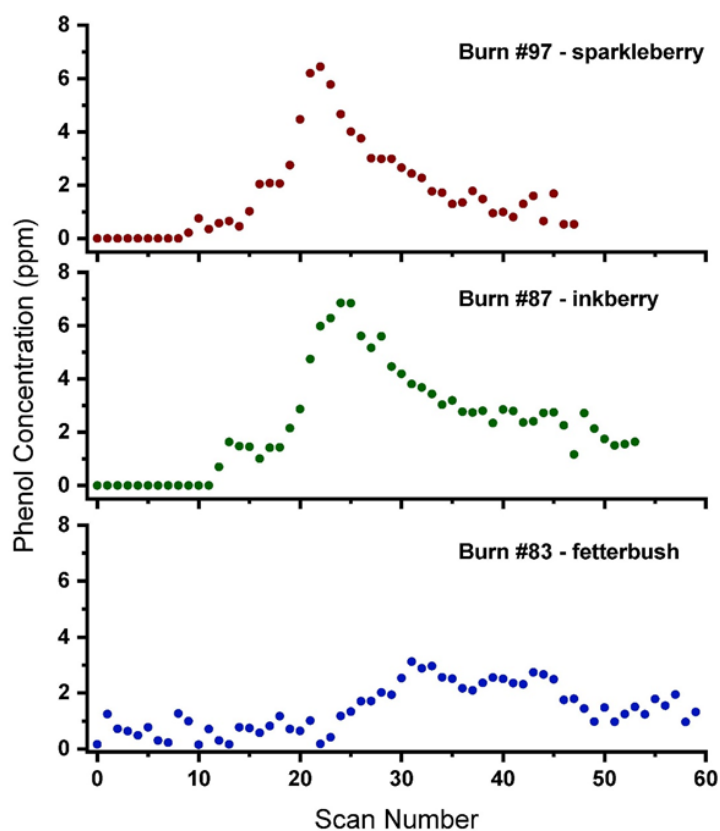 8
Burn #97 - sparkleberry
6
4
2
0
8
Burn #87 - inkberry
6
4
2
0
8
Burn #83 - fetterbush
6
4
2
0
0 10 20 30 40 50 60
Phenol Concentration (ppm)
Scan Number